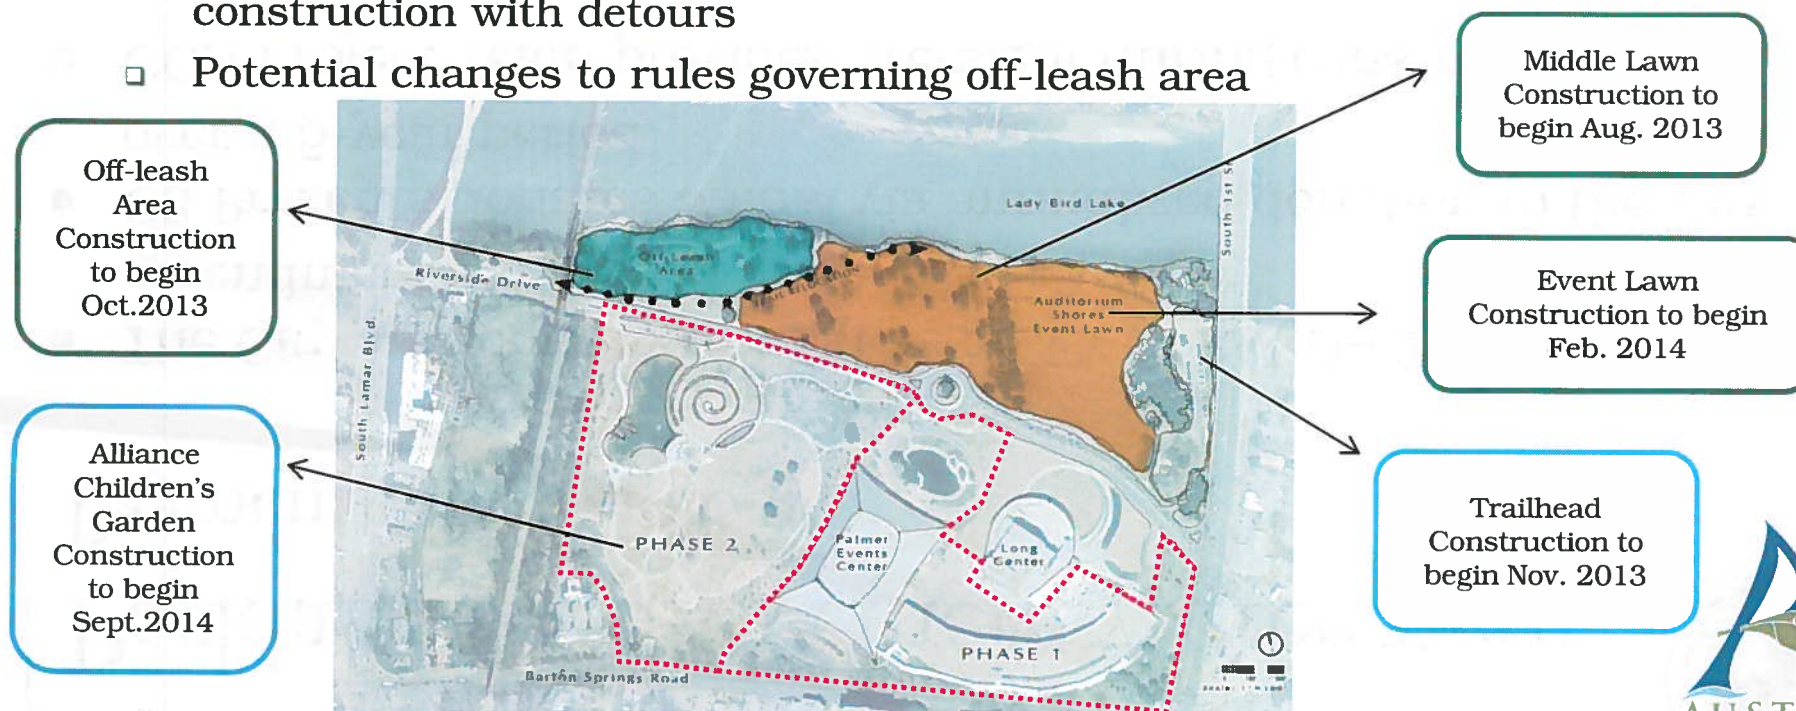 construction with detours
❑ Potential changes to rules governing off-leash area
Middle Lawn
Construction to
begin Aug. 2013
Off-leash
Area
Construction
to begin
Oct.2013
Lady Bird Lake
South 1st S
Off-Leash
Area
Riverside Drive
Event Lawn
Construction to begin
Feb. 2014
Auditorium
Shores
Event Lawn
South Lamar Blvd
Alliance
Children's
Garden
Construction
to begin
Sept.2014
Trailhead
Construction to
begin Nov. 2013
PHASE 2
Palmer
Events
Center
Long
Center
PHASE 1
Barton Springs Road